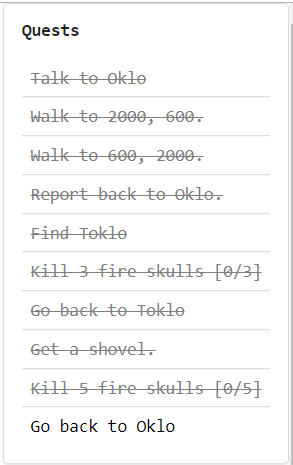 Quests
Talk to Oklo
Walk to 2000, 600.
Walk to 600, 2000.
Report back to Oklo.
Find Toklo
Kill 3 fire skulls [0/3]
Go back to Toklo
Get a shovel.
Kill 5 fire skulls [0/5]
Go back to Oklo